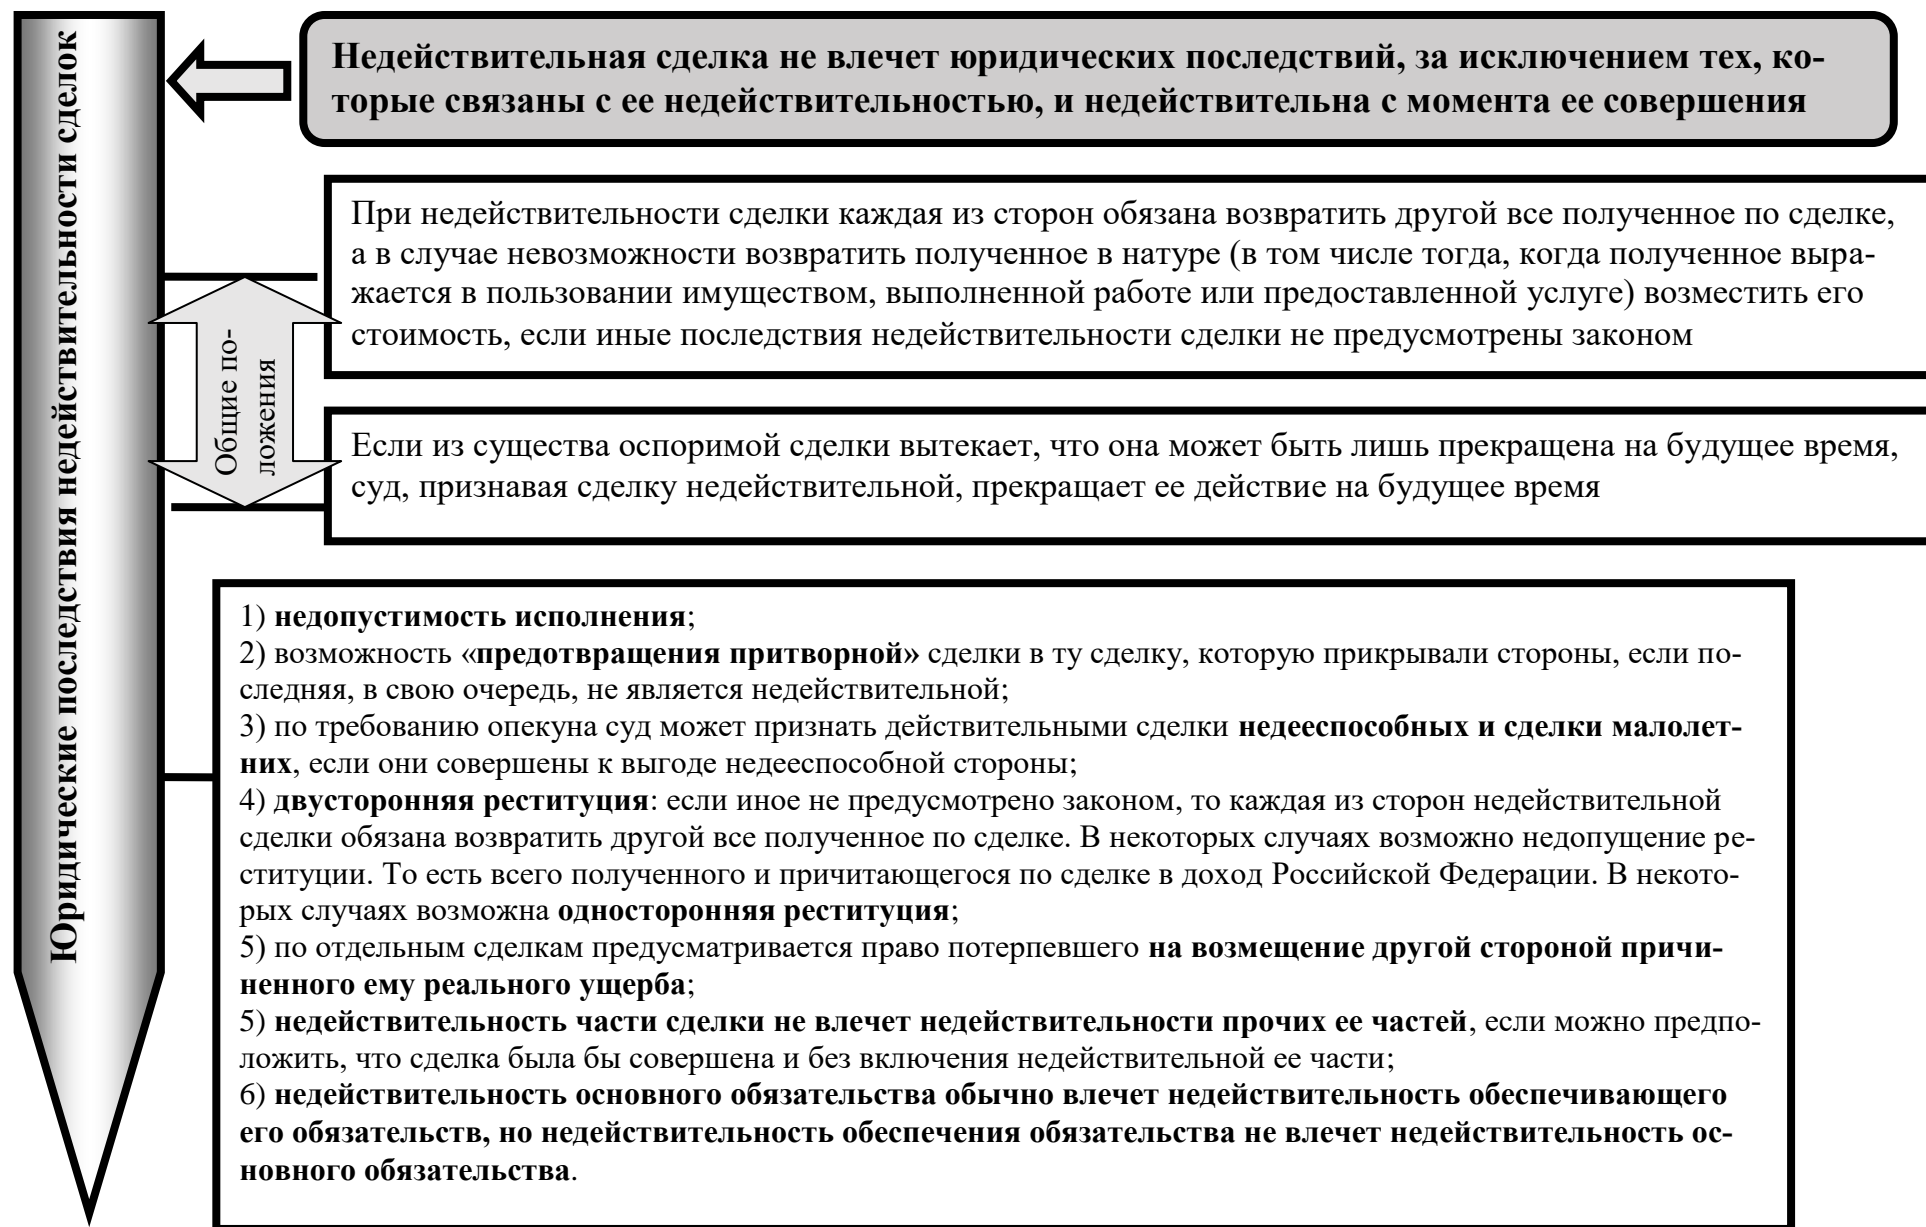 Юридические последствия недействительности сделок
Недействительная сделка не влечет юридических последствий, за исключением тех, ко-
торые связаны с ее недействительностью, и недействительна с момента ее совершения
При недействительности сделки каждая из сторон обязана возвратить другой все полученное по сделке,
а в случае невозможности возвратить полученное в натуре (в том числе тогда, когда полученное выра-
жается в пользовании имуществом, выполненной работе или предоставленной услуге) возместить его
стоимость, если иные последствия недействительности сделки не предусмотрены законом
Общие по-
ложения
Если из существа оспоримой сделки вытекает, что она может быть лишь прекращена на будущее время,
суд, признавая сделку недействительной, прекращает ее действие на будущее время
1) недопустимость исполнения;
2) возможность «предотвращения притворной» сделки в ту сделку, которую прикрывали стороны, если по-
следняя, в свою очередь, не является недействительной;
3) по требованию опекуна суд может признать действительными сделки недееспособных и сделки малолет-
них, если они совершены к выгоде недееспособной стороны;
4) двусторонняя реституция: если иное не предусмотрено законом, то каждая из сторон недействительной
сделки обязана возвратить другой все полученное по сделке. В некоторых случаях возможно недопущение ре-
ституции. То есть всего полученного и причитающегося по сделке в доход Российской Федерации. В некото-
рых случаях возможна односторонняя реституция;
5) по отдельным сделкам предусматривается право потерпевшего на возмещение другой стороной причи-
ненного ему реального ущерба;
5) недействительность части сделки не влечет недействительности прочих ее частей, если можно предпо-
ложить, что сделка была бы совершена и без включения недействительной ее части;
6) недействительность основного обязательства обычно влечет недействительность обеспечивающего
его обязательств, но недействительность обеспечения обязательства не влечет недействительность ос-
новного обязательства.